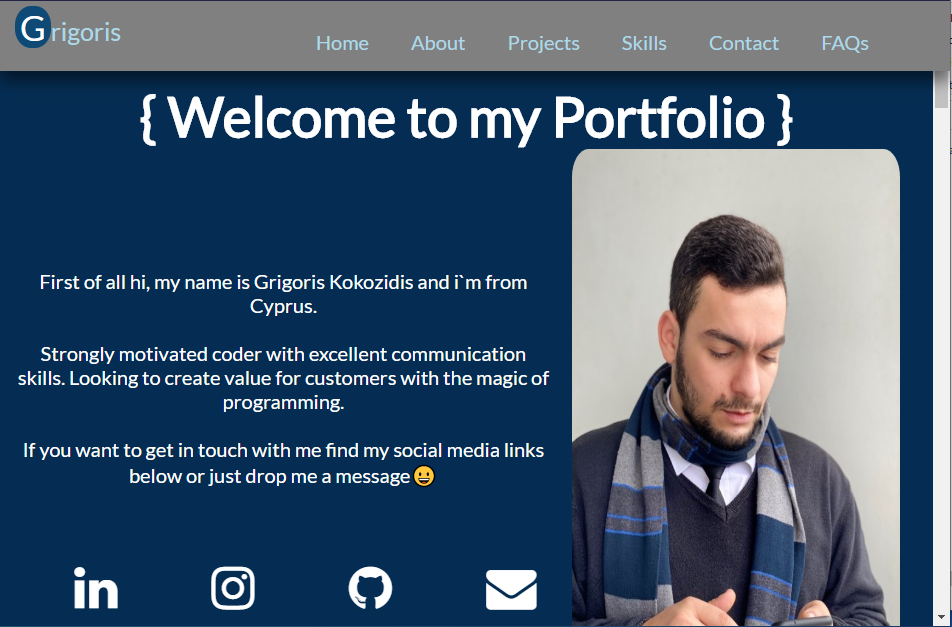 Grigoris
Home About Projects Skills Contact FAQs
{ Welcome to my Portfolio }
First of all hi, my name is Grigoris Kokozidis and i`m from
Cyprus.
Strongly motivated coder with excellent communication
skills. Looking to create value for customers with the magic of
programming.
If you want to get in touch with me find my social media links
below or just drop me a message 😀
in